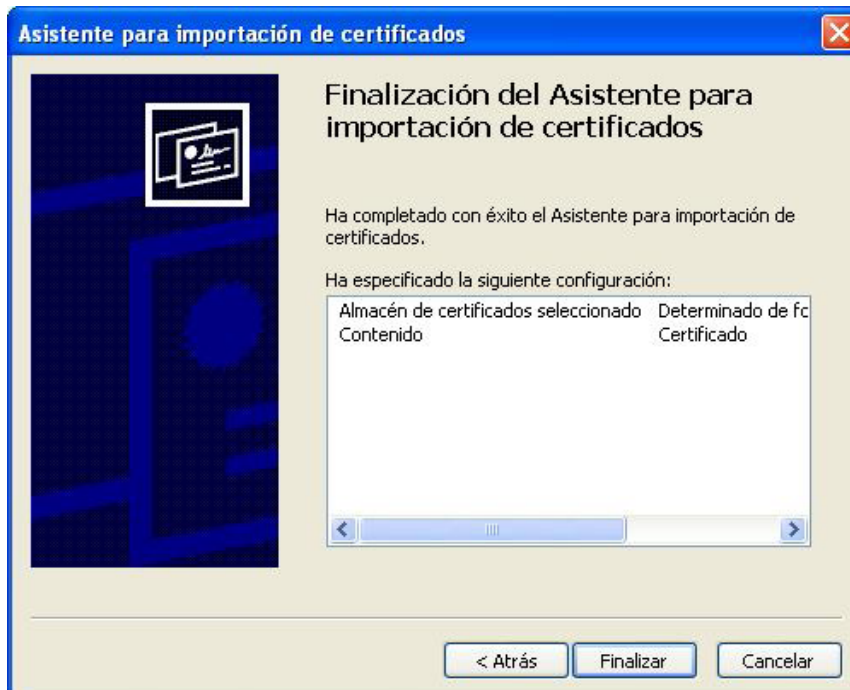 Asistente para importación de certificados
Finalización del Asistente para
importación de certificados
Ha completado con éxito el Asistente para importación de
certificados.
Ha especificado la siguiente configuración:
Almacén de certificados seleccionado Determinado de
Contenido Certificado
< Atrás Finalizar Cancelar